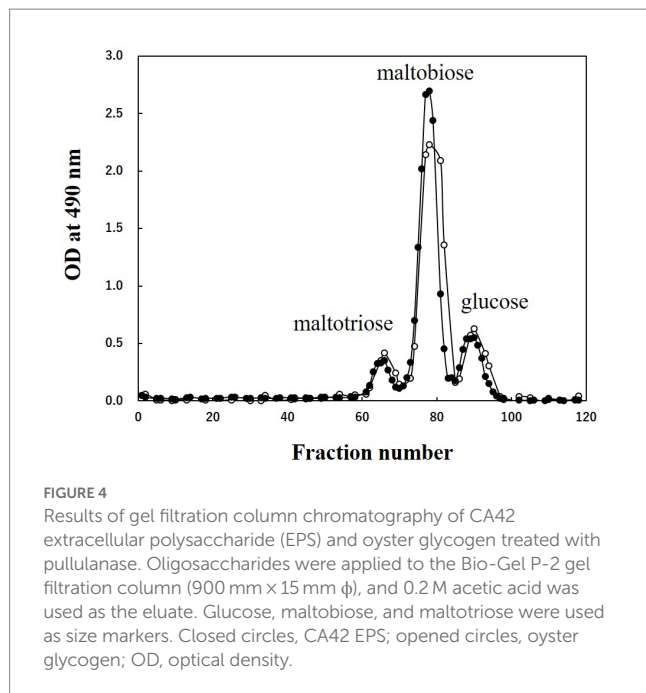 3.0
maltobiose
2.5
2.0
OD at 490 nm
1.5
1.0
glucose
maltotriose
0.5
0.0
0 20 40 60 80 100 120
Fraction number
FIGURE 4
Results of gel filtration column chromatography of CA42
extracellular polysaccharide (EPS) and oyster glycogen treated with
pullulanase. Oligosaccharides were applied to the Bio-Gel P-2 gel
filtration column (900 mm × 15 mm ϕ), and 0.2 M acetic acid was
used as the eluate. Glucose, maltobiose, and maltotriose were used
as size markers. Closed circles, CA42 EPS; opened circles, oyster
glycogen; OD, optical density.